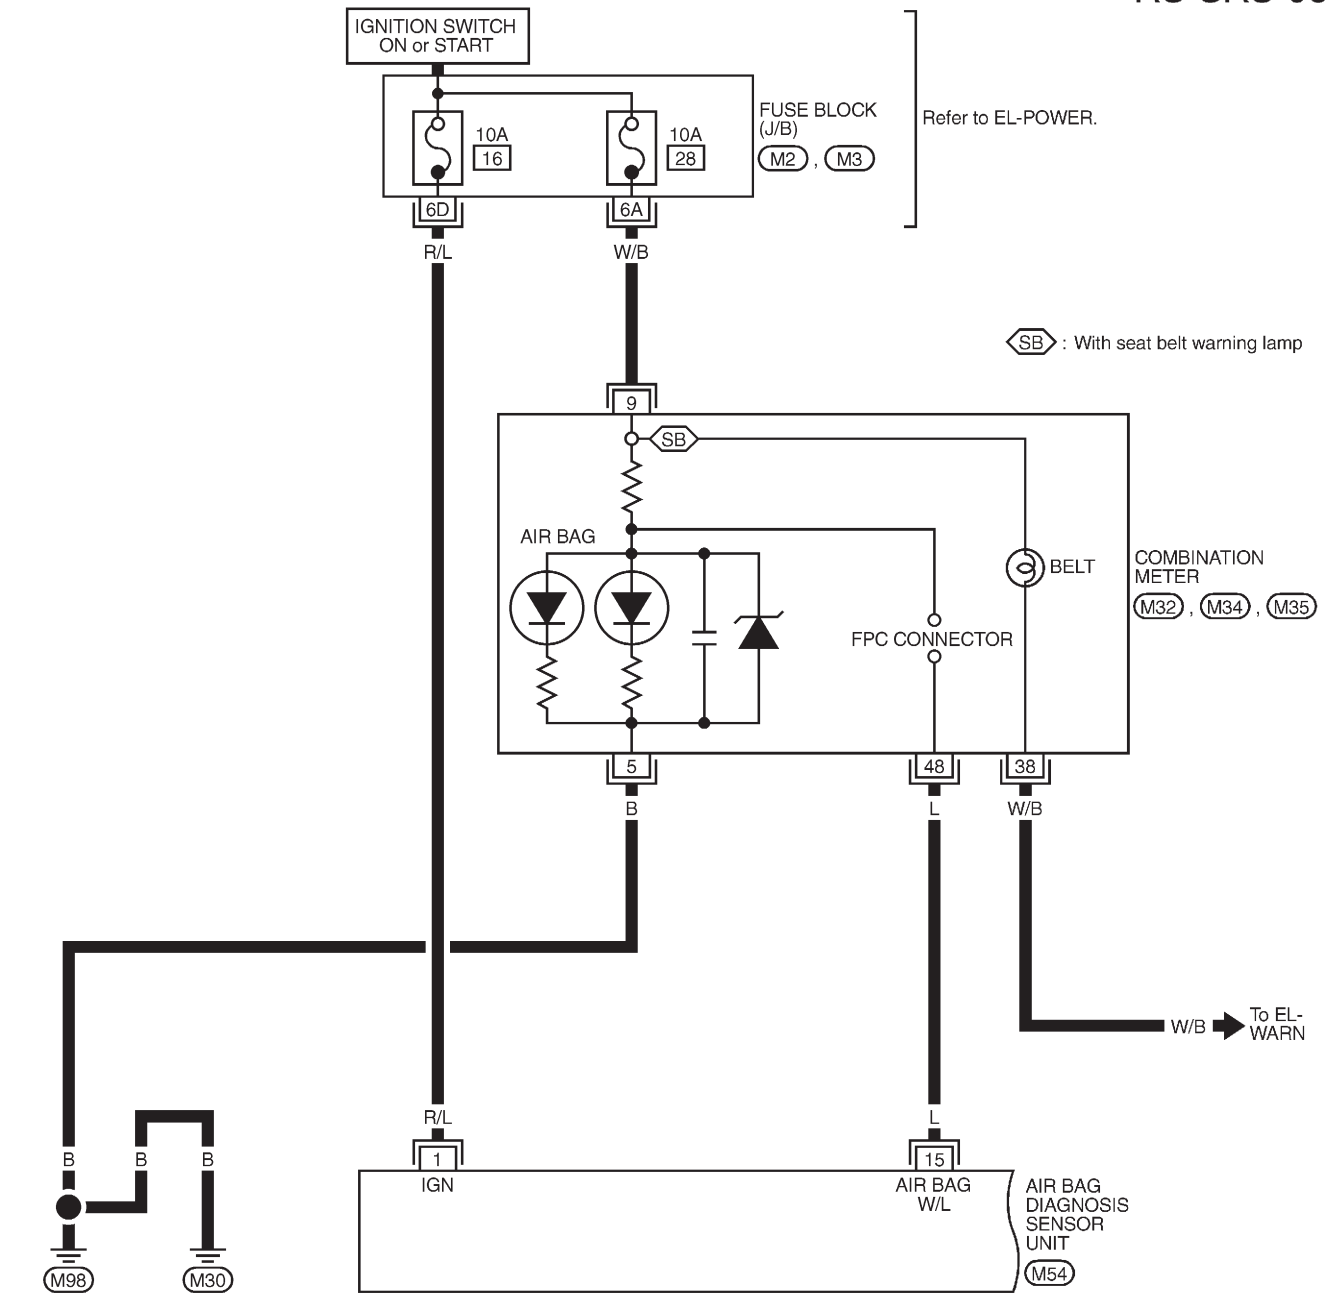 IGNITION SWITCH
ON or START
FUSE BLOCK
(J/B)
M2 , M3
Refer to EL-POWER.
10A
16
10A
28
6D
6A
R/L
W/B
SB : With seat belt warning lamp
9
SB
AIR BAG
BELT
FPC CONNECTOR
COMBINATION
METER
M32 , M34 , M35
5
48
38
B
L
W/B
W/B
To EL-
WARN
R/L
L
B
B
B
1
15
IGN
AIR BAG
W/L
AIR BAG
DIAGNOSIS
SENSOR
UNIT
M54
M98
M30